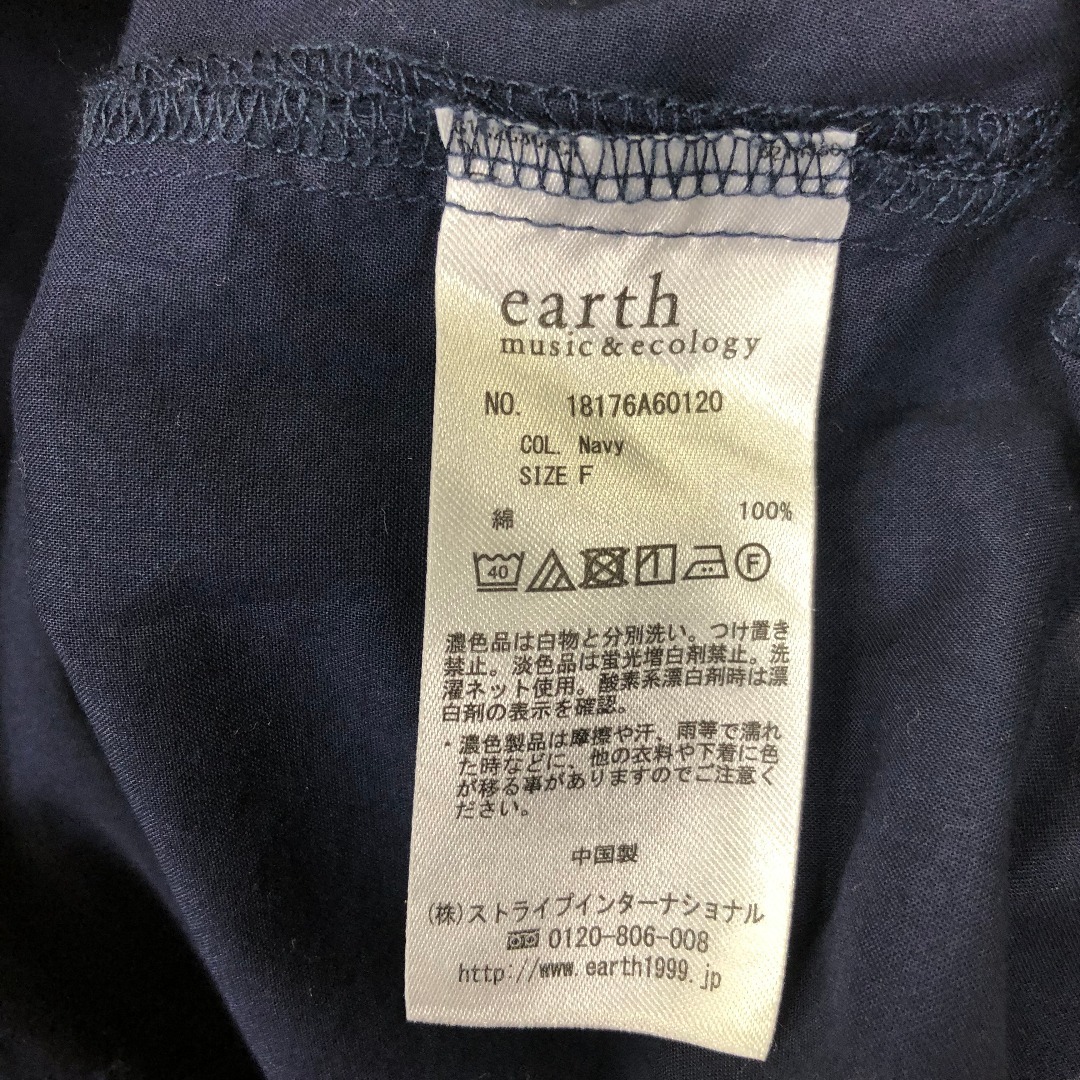 earth
music & ecology
NO. 18176A60120
COL. Navy
SIZE F
綿 100%
40 F
濃色品は白物と分別洗い。つけ置き
禁止。淡色品は蛍光増白剤禁止。洗
濯ネット使用。酸素系漂白剤時は漂
白剤の表示を確認。
・濃色製品は摩擦や汗、雨等で濡れ
た時などに、他の衣料や下着に色
が移る事がありますのでご注意く
ださい。
中国製
(株)ストライプインターナショナル
0120-806-008
http://www.earth1999.jp